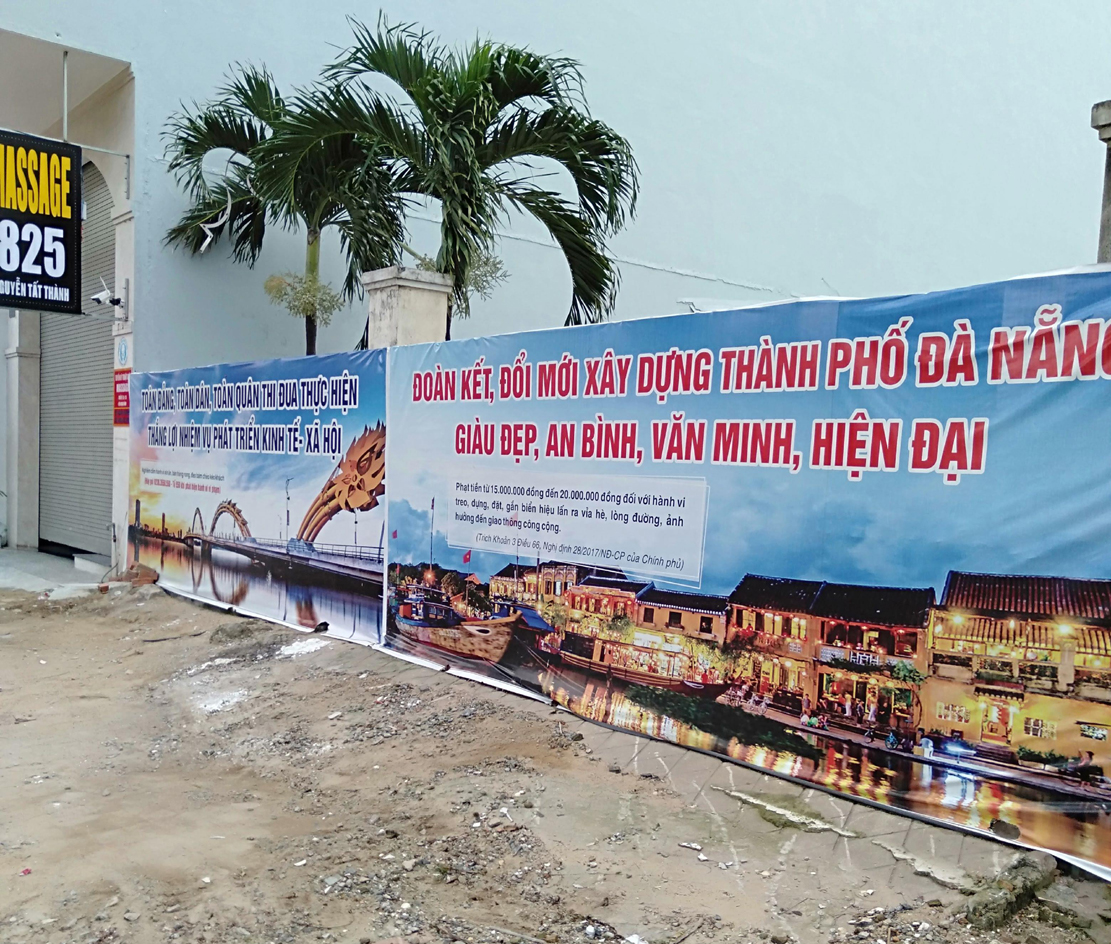 MASSAGE
825
NGUYỄN TẤT THÀNH
TOÀN ĐẢNG, TOÀN DÂN, TOÀN QUÂN THI ĐUA THỰC HIỆN
THẮNG LỢI NHIỆM VỤ PHÁT TRIỂN KINH TẾ- XÃ HỘI
ĐOÀN KẾT, ĐỔI MỚI XÂY DỰNG THÀNH PHỐ ĐÀ NẴNG
GIÀU ĐẸP, AN BÌNH, VĂN MINH, HIỆN ĐẠI
Phạt tiền từ 15.000.000 đồng đến 20.000.000 đồng đối với hành vi
treo, dựng, đặt, gắn biển hiệu lấn ra vỉa hè, lòng đường, ảnh
hưởng đến giao thông công cộng.
(Trích Khoản 3 Điều 66, Nghị định 28/2017/NĐ-CP của Chính phủ)